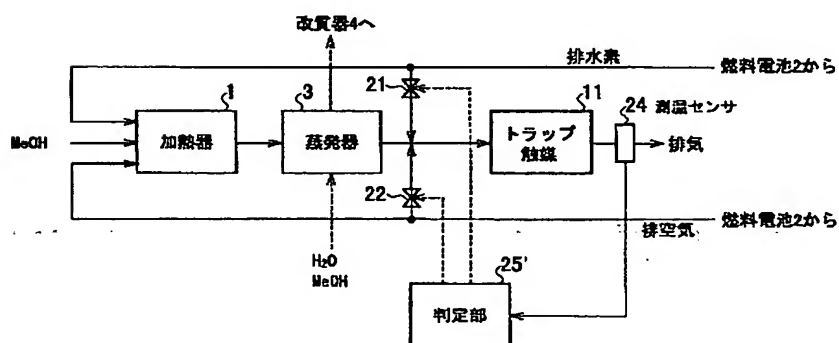 改質器4へ
排水素
燃料電池2から
1
3
21
11
24 測温センサ
MeOH
加熱器
蒸発器
トラップ
触媒
排気
22
排空気
燃料電池2から
H₂O
MeOH
25'
判定部